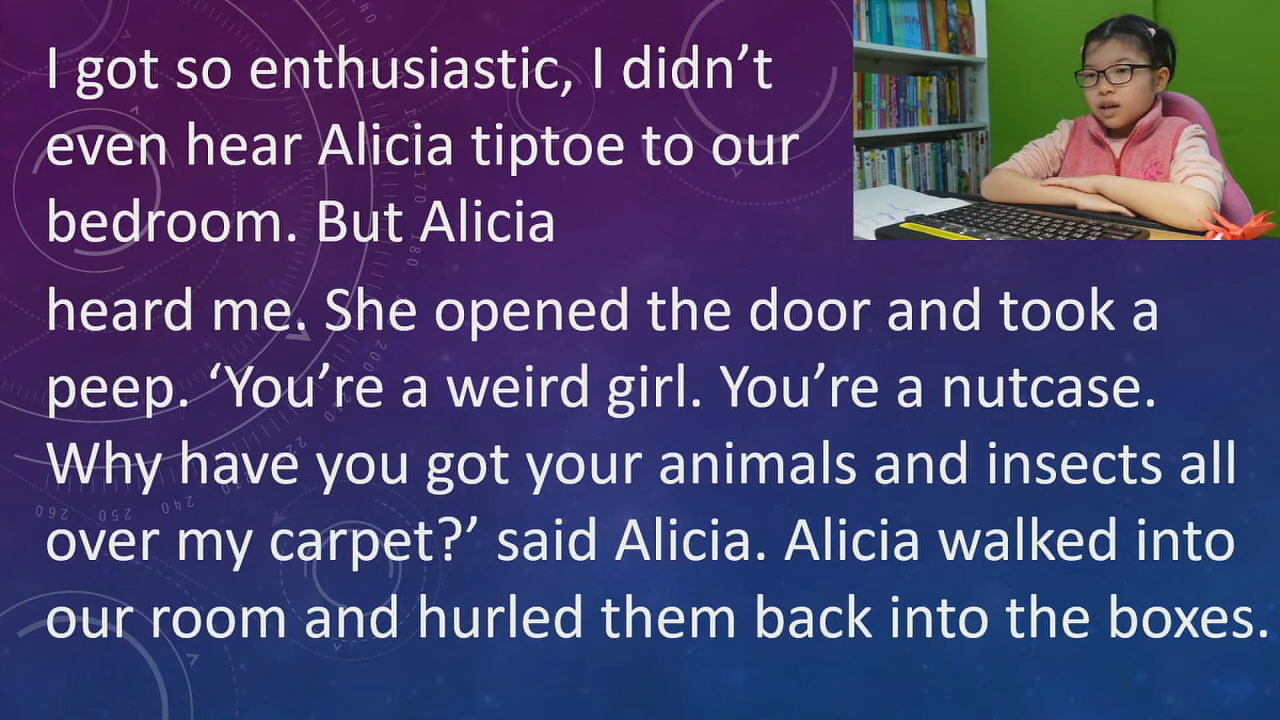 I got so enthusiastic, I didn’t
even hear Alicia tiptoe to our
bedroom. But Alicia
heard me. She opened the door and took a
peep. ‘You’re a weird girl. You’re a nutcase.
Why have you got your animals and insects all
over my carpet?’ said Alicia. Alicia walked into
our room and hurled them back into the boxes.